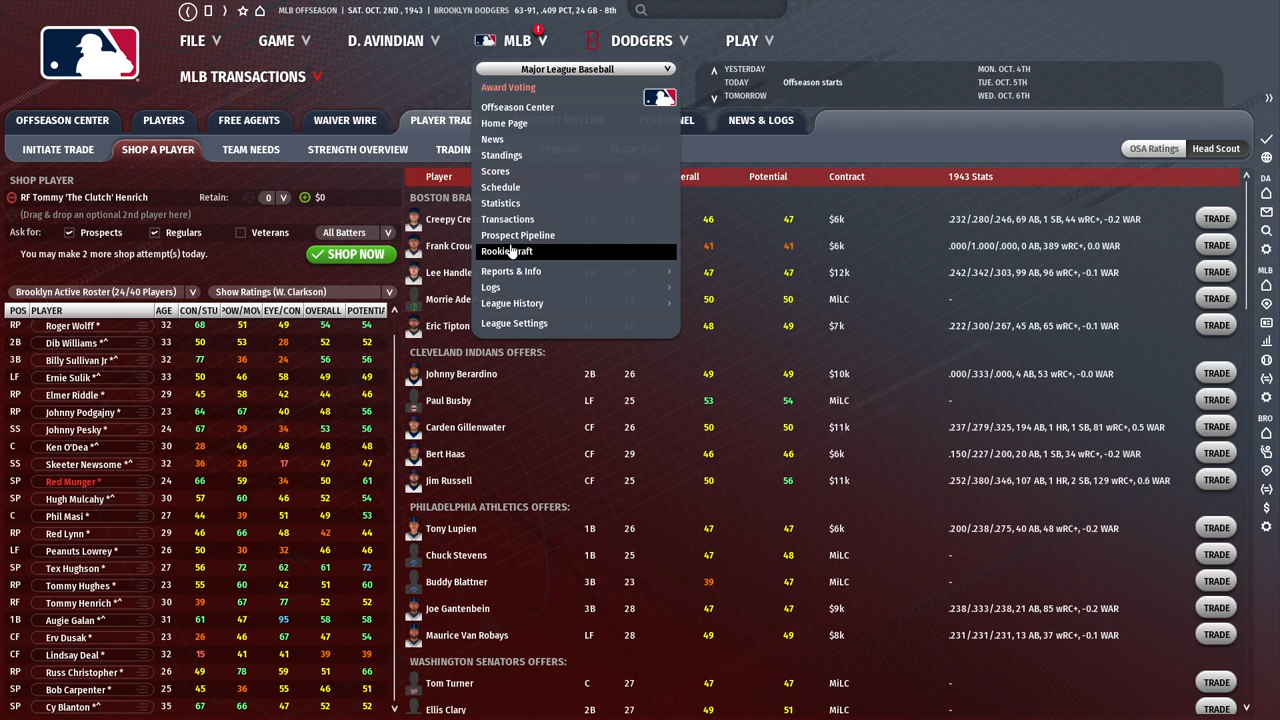 MLB OFFSEASON | SAT. OCT. 2ND , 1943 | BROOKLYN DODGERS 63-91, .409 PCT, 24 GB - 8th
FILE GAME D. AVINDIAN MLB ! DODGERS PLAY
MLB TRANSACTIONS
YESTERDAY
TODAY Offseason starts
TOMORROW
MON. OCT. 4TH
TUE. OCT. 5TH
WED. OCT. 6TH
Major League Baseball
Award Voting
Offseason Center
Home Page
News
Standings
Scores
Schedule
Statistics
Transactions
Prospect Pipeline
Rookie Draft
Reports & Info
Logs
League History
League Settings
OFFSEASON CENTER PLAYERS FREE AGENTS WAIVER WIRE PLAYER TRAD PIPELINE NEL NEWS & LOGS
INITIATE TRADE SHOP A PLAYER TEAM NEEDS STRENGTH OVERVIEW TRADIN TRADE LOG OSA Ratings Head Scout
SHOP PLAYER
RF Tommy 'The Clutch' Henrich Retain: 0 $0
(Drag & drop an optional 2nd player here)
Ask for: Prospects Regulars Veterans All Batters
You may make 2 more shop attempt(s) today. SHOP NOW
Brooklyn Active Roster (24/40 Players) Show Ratings (W. Clarkson)
POS PLAYER AGE CON/STU POW/MOV EYE/CON OVERALL POTENTIA
RP Roger Wolff * 32 68 51 49 54 54
2B Dib Williams *^ 33 50 53 28 52 52
3B Billy Sullivan Jr *^ 32 77 36 24 56 56
LF Ernie Sulik *^ 33 50 46 58 49 49
RP Elmer Riddle * 29 45 58 42 44 46
RP Johnny Podgajny * 23 64 67 40 48 56
SS Johnny Pesky * 24 67 29 34 53 56
C Ken O'Dea *^ 30 28 46 48 48 48
SS Skeeter Newsome *^ 32 36 28 17 47 47
SP Red Munger * 24 66 59 34 50 61
SP Hugh Mulcahy * 30 57 60 46 52 54
C Phil Masi * 27 44 39 51 49 53
RP Red Lynn * 29 46 66 48 42 44
LF Peanuts Lowrey * 26 50 30 32 46 46
SP Tex Hughson * 27 56 72 62 61 72
RP Tommy Hughes * 23 55 60 42 51 60
RF Tommy Henrich *^ 30 39 67 77 52 52
1B Augie Galan *^ 31 61 47 95 58 58
CF Erv Dusak * 23 26 46 67 47 54
CF Lindsay Deal * 32 15 41 41 39 39
RP Russ Christopher * 26 49 78 59 51 66
SP Bob Carpenter * 25 45 36 55 46 51
SP Cy Blanton *^ 35 67 66 47 52 52
Player POS Age Overall Potential Contract 1943 Stats
BOSTON BRA
Creepy Cre 46 47 $6k .232/.280/.246, 69 AB, 1 SB, 44 wRC+, -0.2 WAR TRADE
Frank Crou 41 41 $6k .000/1.000/.000, 0 AB, 389 wRC+, 0.0 WAR TRADE
Lee Handle 47 47 $12k .242/.342/.303, 99 AB, 96 wRC+, -0.1 WAR TRADE
Morrie Ade 50 50 MiLC - TRADE
Eric Tipton 48 49 $7k .222/.300/.267, 45 AB, 65 wRC+, -0.1 WAR TRADE
CLEVELAND INDIANS OFFERS:
Johnny Berardino 2B 26 49 49 $10k .000/.333/.000, 4 AB, 53 wRC+, -0.0 WAR TRADE
Paul Busby LF 25 53 54 MiLC - TRADE
Carden Gillenwater CF 26 50 50 $11k .237/.279/.325, 194 AB, 1 HR, 1 SB, 81 wRC+, 0.5 WAR TRADE
Bert Haas CF 29 46 46 $6k .150/.227/.200, 20 AB, 1 SB, 34 wRC+, -0.2 WAR TRADE
Jim Russell CF 25 50 56 $11k .252/.380/.346, 107 AB, 1 HR, 2 SB, 129 wRC+, 0.6 WAR TRADE
PHILADELPHIA ATHLETICS OFFERS:
Tony Lupien 1B 26 47 47 $6k .200/.238/.275, 40 AB, 48 wRC+, -0.2 WAR TRADE
Chuck Stevens 1B 25 47 48 MiLC - TRADE
Buddy Blattner 3B 23 39 47 MiLC - TRADE
Joe Gantenbein 3B 28 47 47 $9k .238/.333/.238, 21 AB, 85 wRC+, -0.2 WAR TRADE
Maurice Van Robays LF 28 49 49 $8k .231/.231/.231, 13 AB, 37 wRC+, -0.1 WAR TRADE
WASHINGTON SENATORS OFFERS:
Tom Turner C 27 47 47 MiLC - TRADE
Ellis Clary 2B 27 49 51 MiLC - TRADE
DA
MLB
BRO